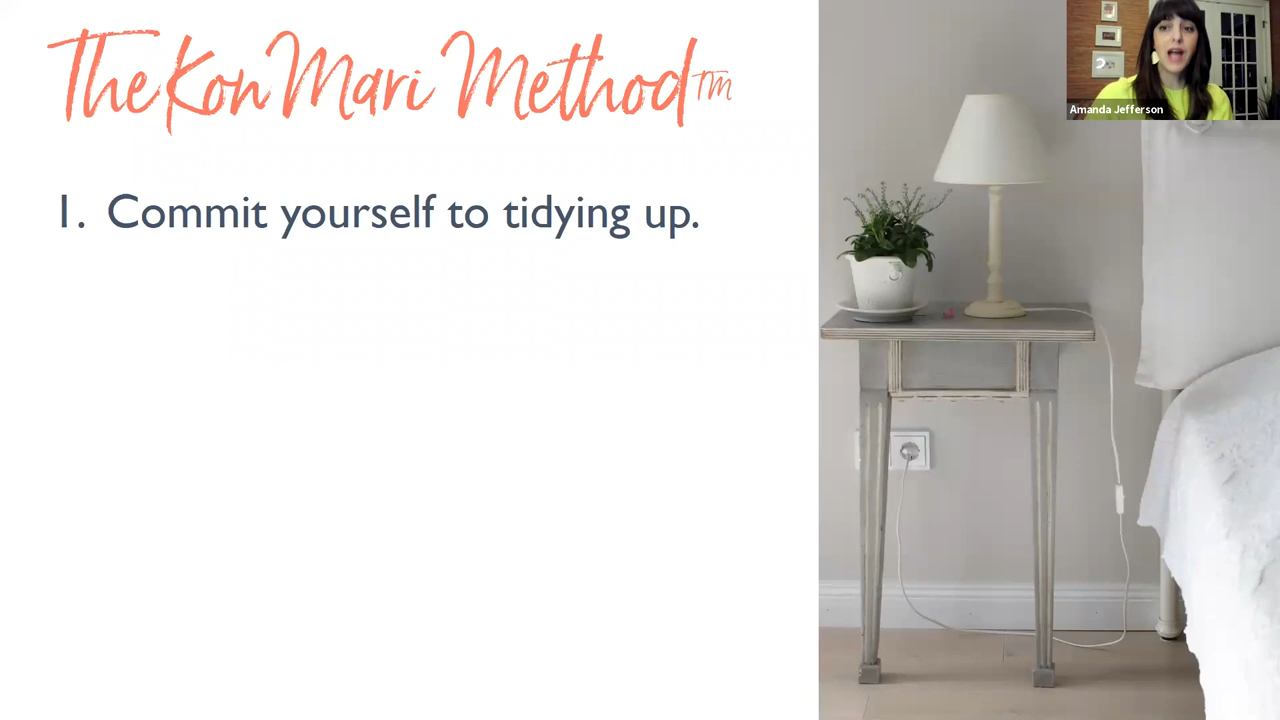 The KonMari Method™
1. Commit yourself to tidying up.
Amanda Jefferson